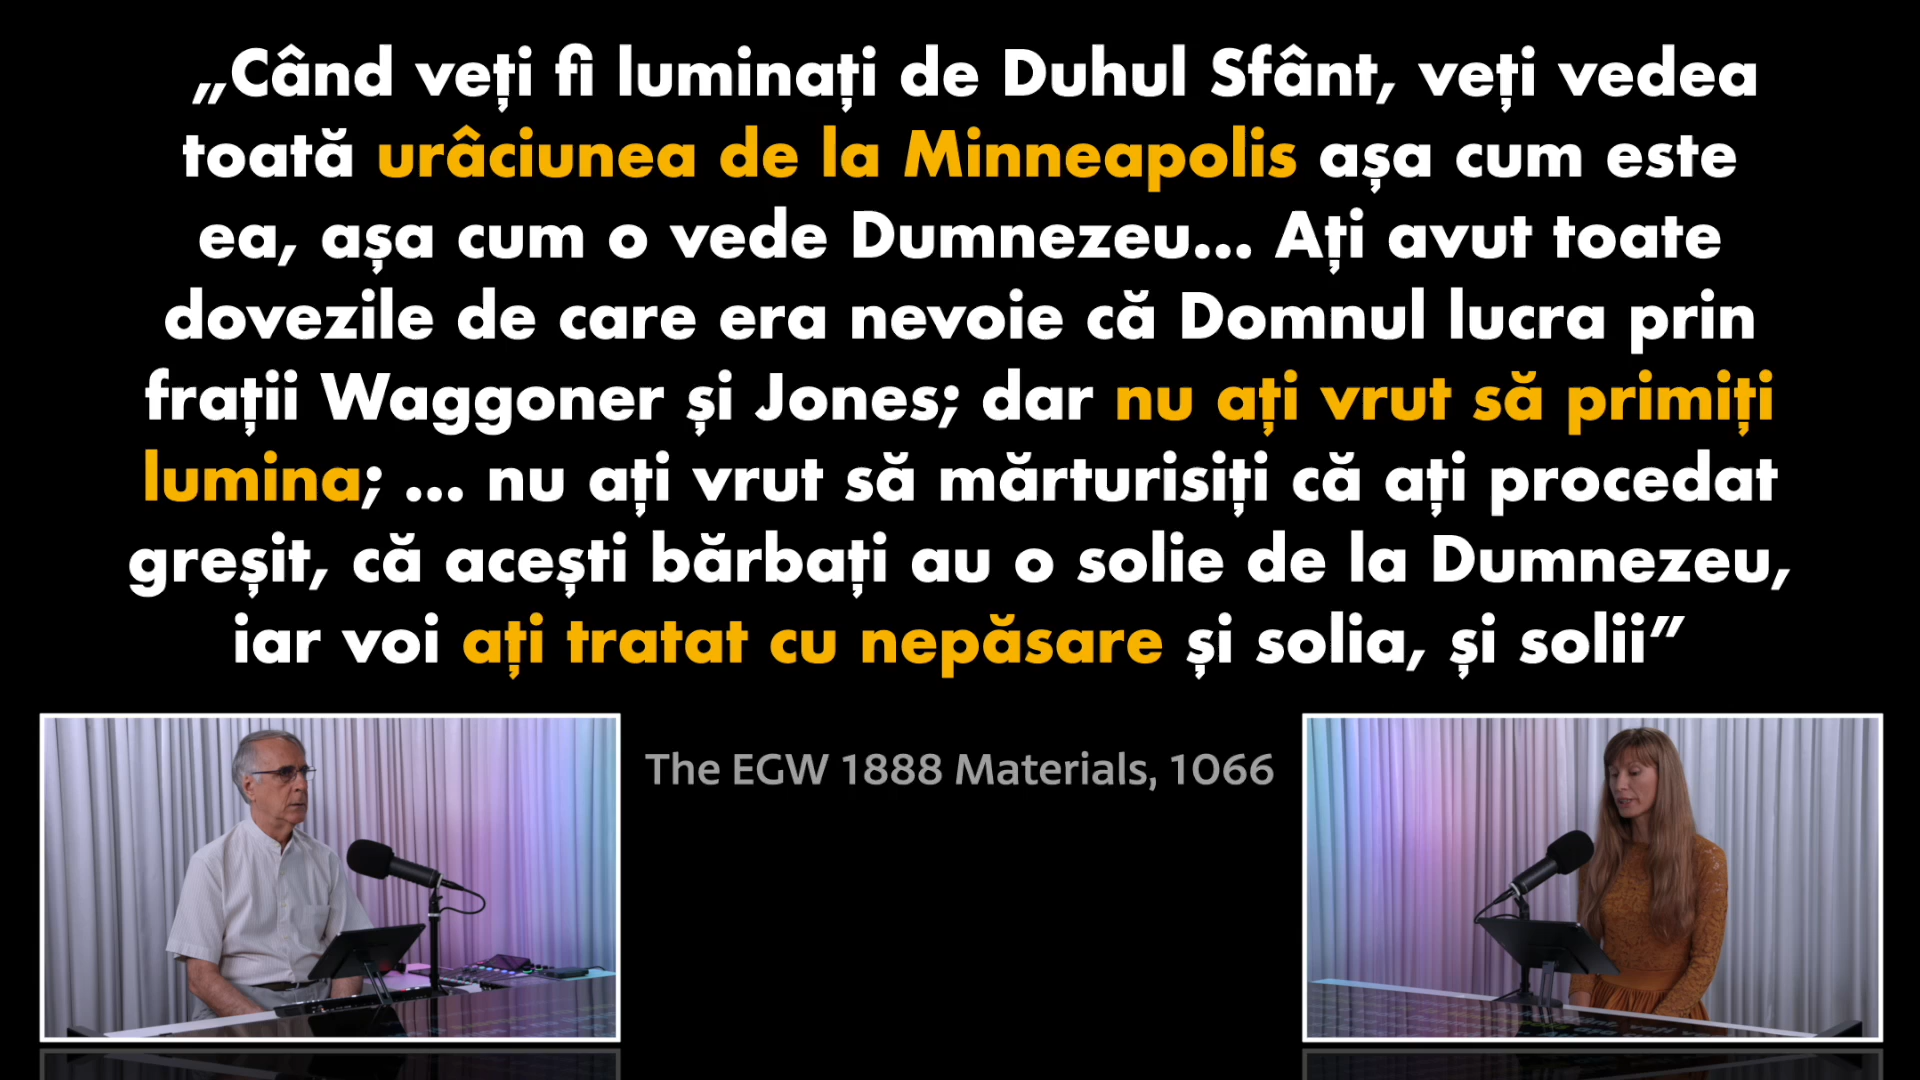 „Când veți fi luminați de Duhul Sfânt, veți vedea
toată urâciunea de la Minneapolis așa cum este
ea, așa cum o vede Dumnezeu... Ați avut toate
dovezile de care era nevoie că Domnul lucra prin
frații Waggoner și Jones; dar nu ați vrut să primiți
lumina; ... nu ați vrut să mărturisiți că ați procedat
greșit, că acești bărbați au o solie de la Dumnezeu,
iar voi ați tratat cu nepăsare și solia, și solii”
The EGW 1888 Materials, 1066